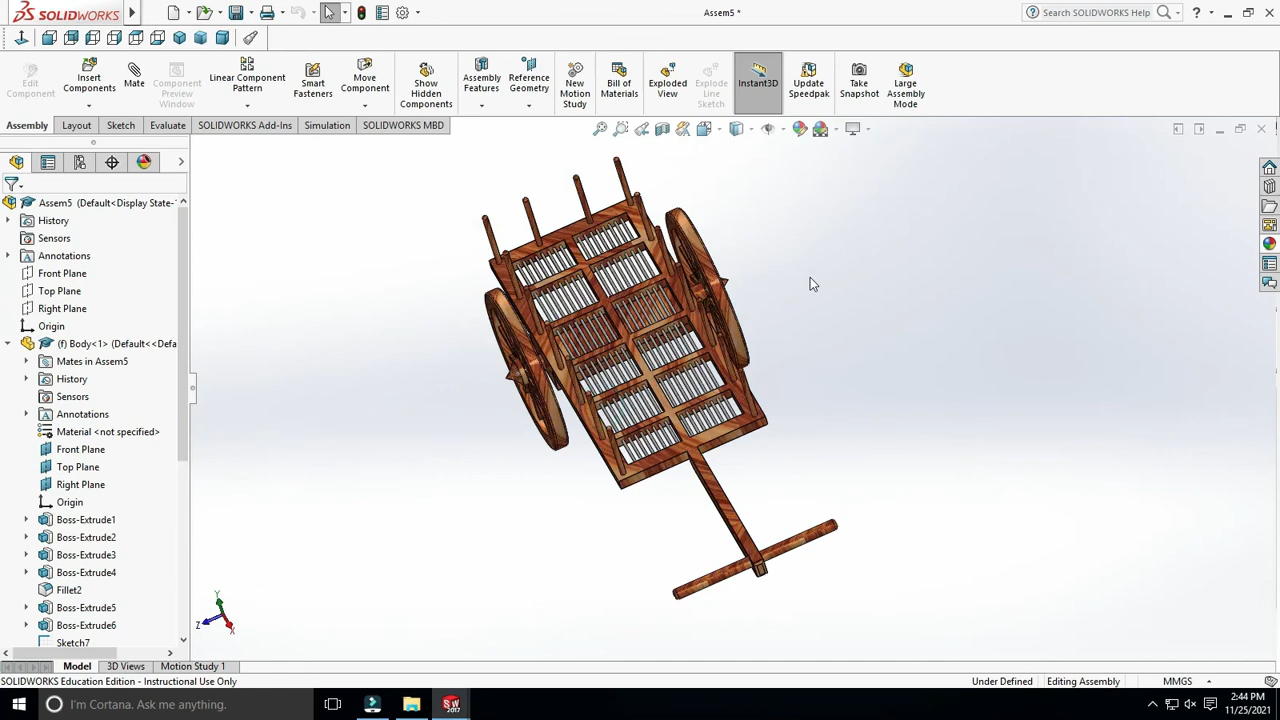 SOLIDWORKS
Assem5 *
Search SOLIDWORKS Help
Edit Component
Insert Components
Mate
Component Preview Window
Linear Component Pattern
Smart Fasteners
Move Component
Show Hidden Components
Assembly Features
Reference Geometry
New Motion Study
Bill of Materials
Exploded View
Explode Line Sketch
Instant3D
Update Speedpak
Take Snapshot
Large Assembly Mode
Assembly
Layout
Sketch
Evaluate
SOLIDWORKS Add-Ins
Simulation
SOLIDWORKS MBD
Assem5 (Default<Display State-
History
Sensors
Annotations
Front Plane
Top Plane
Right Plane
Origin
(f) Body<1> (Default<<Defa
Mates in Assem5
History
Sensors
Annotations
Material <not specified>
Front Plane
Top Plane
Right Plane
Origin
Boss-Extrude1
Boss-Extrude2
Boss-Extrude3
Boss-Extrude4
Fillet2
Boss-Extrude5
Boss-Extrude6
Sketch7
Y
Z
X
Model
3D Views
Motion Study 1
SOLIDWORKS Education Edition - Instructional Use Only
Under Defined
Editing Assembly
MMGS
I'm Cortana. Ask me anything.
SW
2017
2:44 PM
11/25/2021